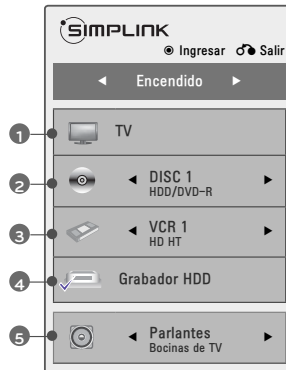 SIMPLINK
Ingresar Salir
Encendido
1 TV
2 DISC 1
HDD/DVD-R
3 VCR 1
HD HT
4 Grabador HDD
5 Parlantes
Bocinas de TV